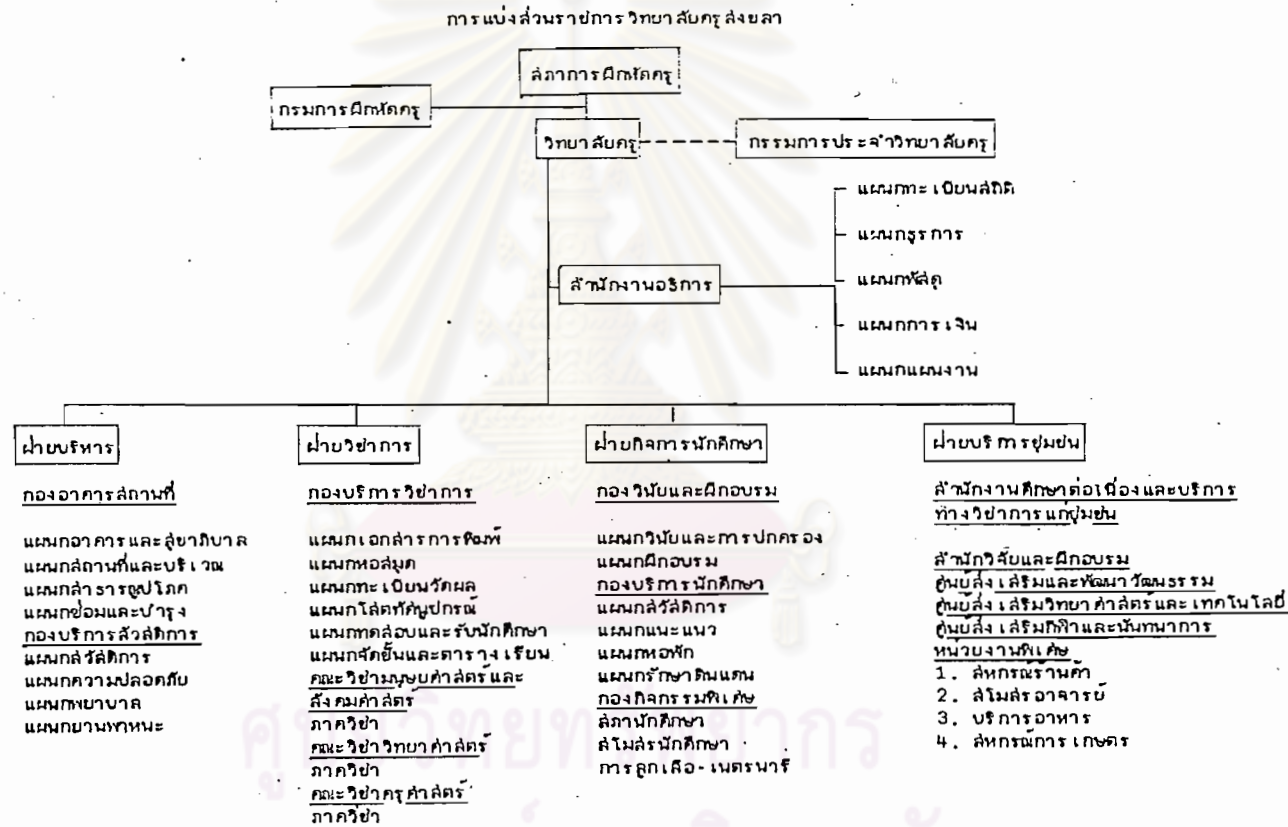 การแบ่งส่วนราชการวิทยาลัยครูสงขลา
สภาการฝึกหัดครู
กรมการฝึกหัดครู
วิทยาลัยครู
กรรมการประจำวิทยาลัยครู
แผนกทะเบียนสถิติ
แผนกธุรการ
สำนักงานอธิการ
แผนกพัสดุ
แผนกการเงิน
แผนกแผนงาน
ฝ่ายบริหาร
กองอาคารสถานที่
แผนกอาคารและสุขาภิบาล
แผนกสถานที่และบริเวณ
แผนกสาธารณูปโภค
แผนกซ่อมและบำรุง
กองบริการสวัสดิการ
แผนกสวัสดิการ
แผนกความปลอดภัย
แผนกพยาบาล
แผนกยานพาหนะ
ฝ่ายวิชาการ
กองบริการวิชาการ
แผนกเอกสารการพิมพ์
แผนกหอสมุด
แผนกทะเบียนวัดผล
แผนกโสตทัศนูปกรณ์
แผนกทดสอบและรับนักศึกษา
แผนกจัดชั้นและตารางเรียน
คณะวิชามนุษยศาสตร์และ
สังคมศาสตร์
ภาควิชา
คณะวิชาวิทยาศาสตร์
ภาควิชา
คณะวิชาครุศาสตร์
ภาควิชา
ฝ่ายกิจการนักศึกษา
กองวินัยและฝึกอบรม
แผนกวินัยและการปกครอง
แผนกฝึกอบรม
กองบริการนักศึกษา
แผนกสวัสดิการ
แผนกแนะแนว
แผนกหอพัก
แผนกรักษาดินแดน
กองกิจกรรมพิเศษ
สภานักศึกษา
สโมสรนักศึกษา
การลูกเสือ-เนตรนารี
ฝ่ายบริการชุมชน
สำนักงานศึกษาต่อเนื่องและบริการ
ทางวิชาการแก่ชุมชน
สำนักวิจัยและฝึกอบรม
ศูนย์ส่งเสริมและพัฒนาวัฒนธรรม
ศูนย์ส่งเสริมวิทยาศาสตร์และเทคโนโลยี
ศูนย์ส่งเสริมกีฬาและนันทนาการ
หน่วยงานพิเศษ
1. สหกรณ์ร้านค้า
2. สโมสรอาจารย์
3. บริการอาหาร
4. สหกรณ์การเกษตร
ศูนย์วิทยทรัพยากร